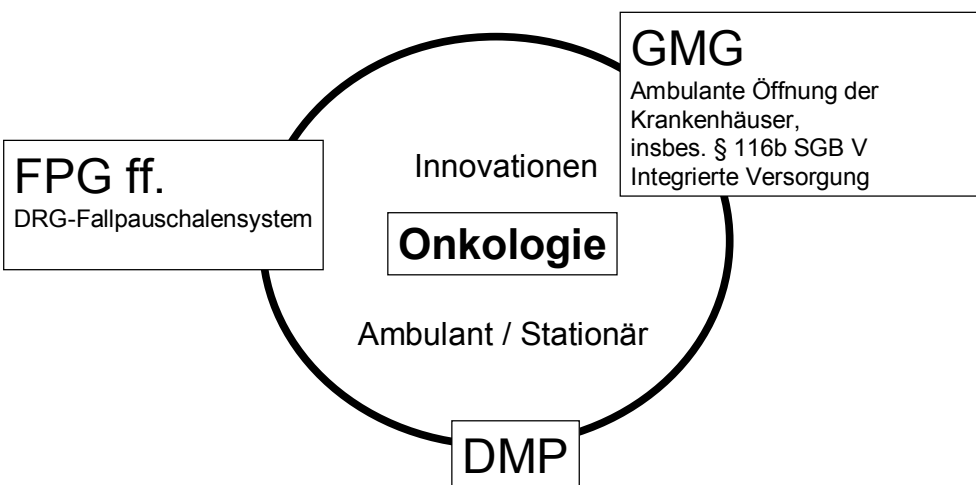 GMG
Ambulante Öffnung der
Krankenhäuser,
insbes. § 116b SGB V
Integrierte Versorgung
FPG ff.
DRG-Fallpauschalensystem
Innovationen
Onkologie
Ambulant / Stationär
DMP